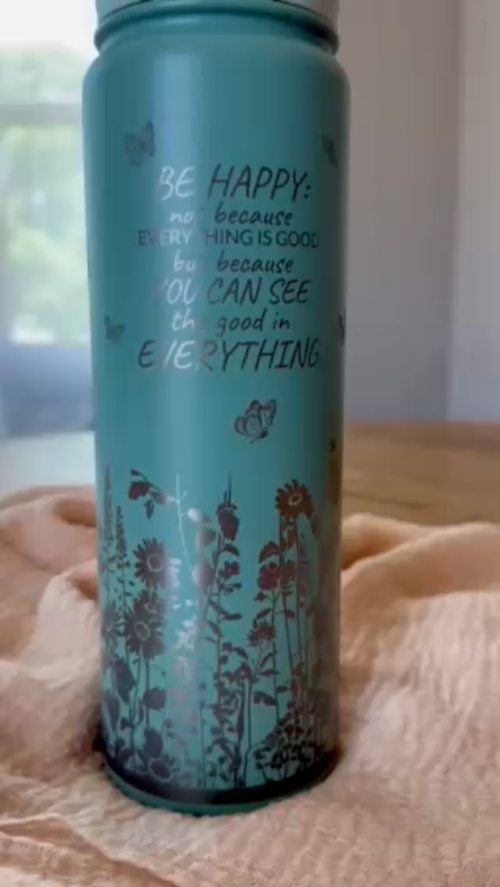 BE HAPPY:
not because
EVERYTHING IS GOOD
but because
YOU CAN SEE
the good in
EVERYTHING